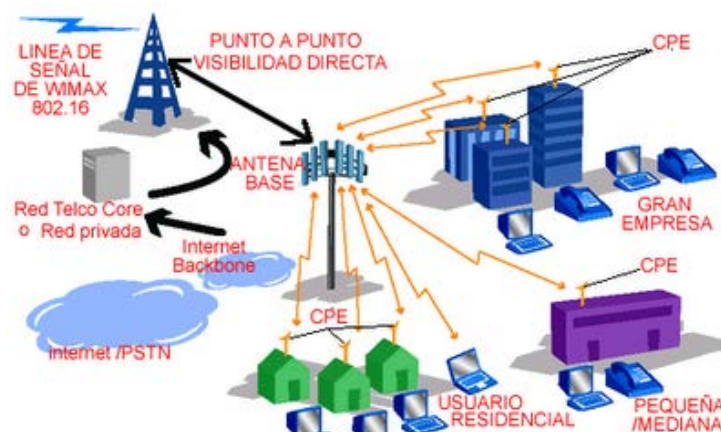 LINEA DE
SEÑAL
DE WIMAX
802.16
PUNTO A PUNTO
VISIBILIDAD DIRECTA
CPE
ANTENA
BASE
Red Telco Core
o Red privada
Internet
Backbone
internet /PSTN
GRAN
EMPRESA
CPE
CPE
USUARIO
RESIDENCIAL
PEQUEÑA
/MEDIANA